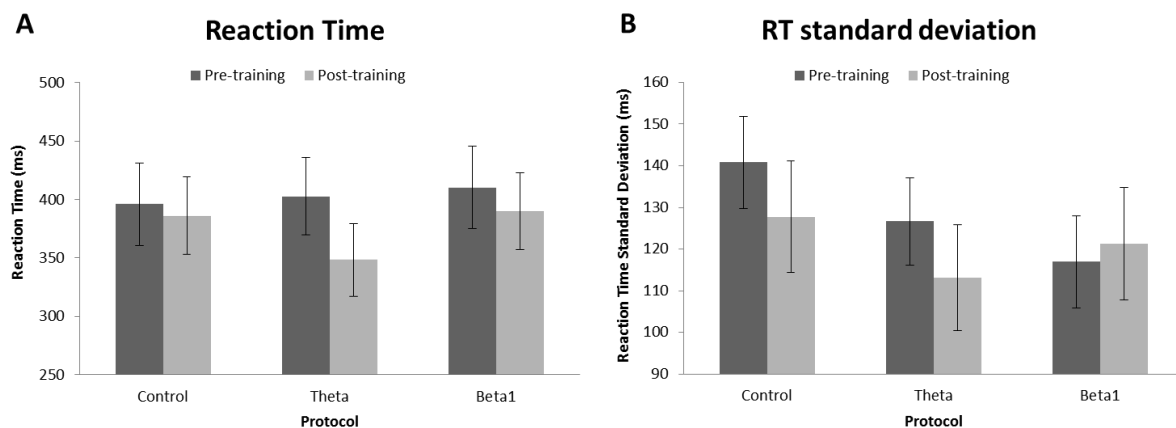 A
Reaction Time
Pre-training Post-training
Reaction Time (ms)
500
450
400
350
300
250
Control Theta Beta1
Protocol
B
RT standard deviation
Pre-training Post-training
Reaction Time Standard Deviation (ms)
160
150
140
130
120
110
100
90
Control Theta Beta1
Protocol